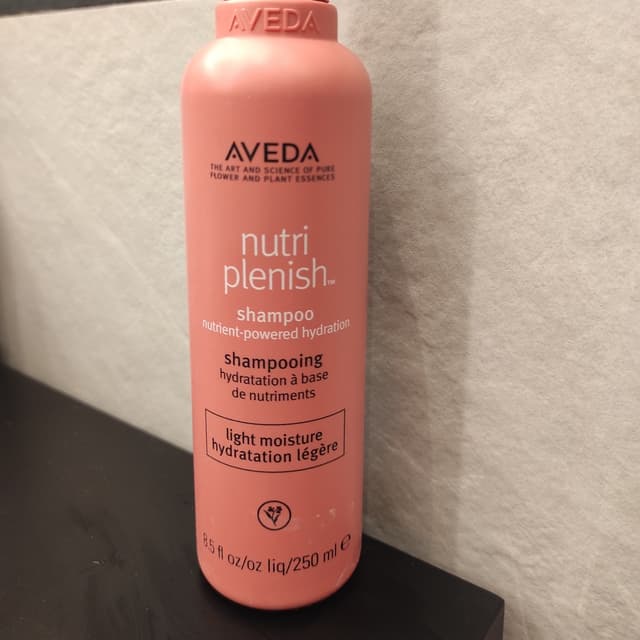 AVEDA
AVEDA
THE ART AND SCIENCE OF PURE
FLOWER AND PLANT ESSENCES
nutri
plenish™
shampoo
nutrient-powered hydration
shampooing
hydratation à base
de nutriments
light moisture
hydratation légère
8.5 fl oz/oz liq/250 ml ℮